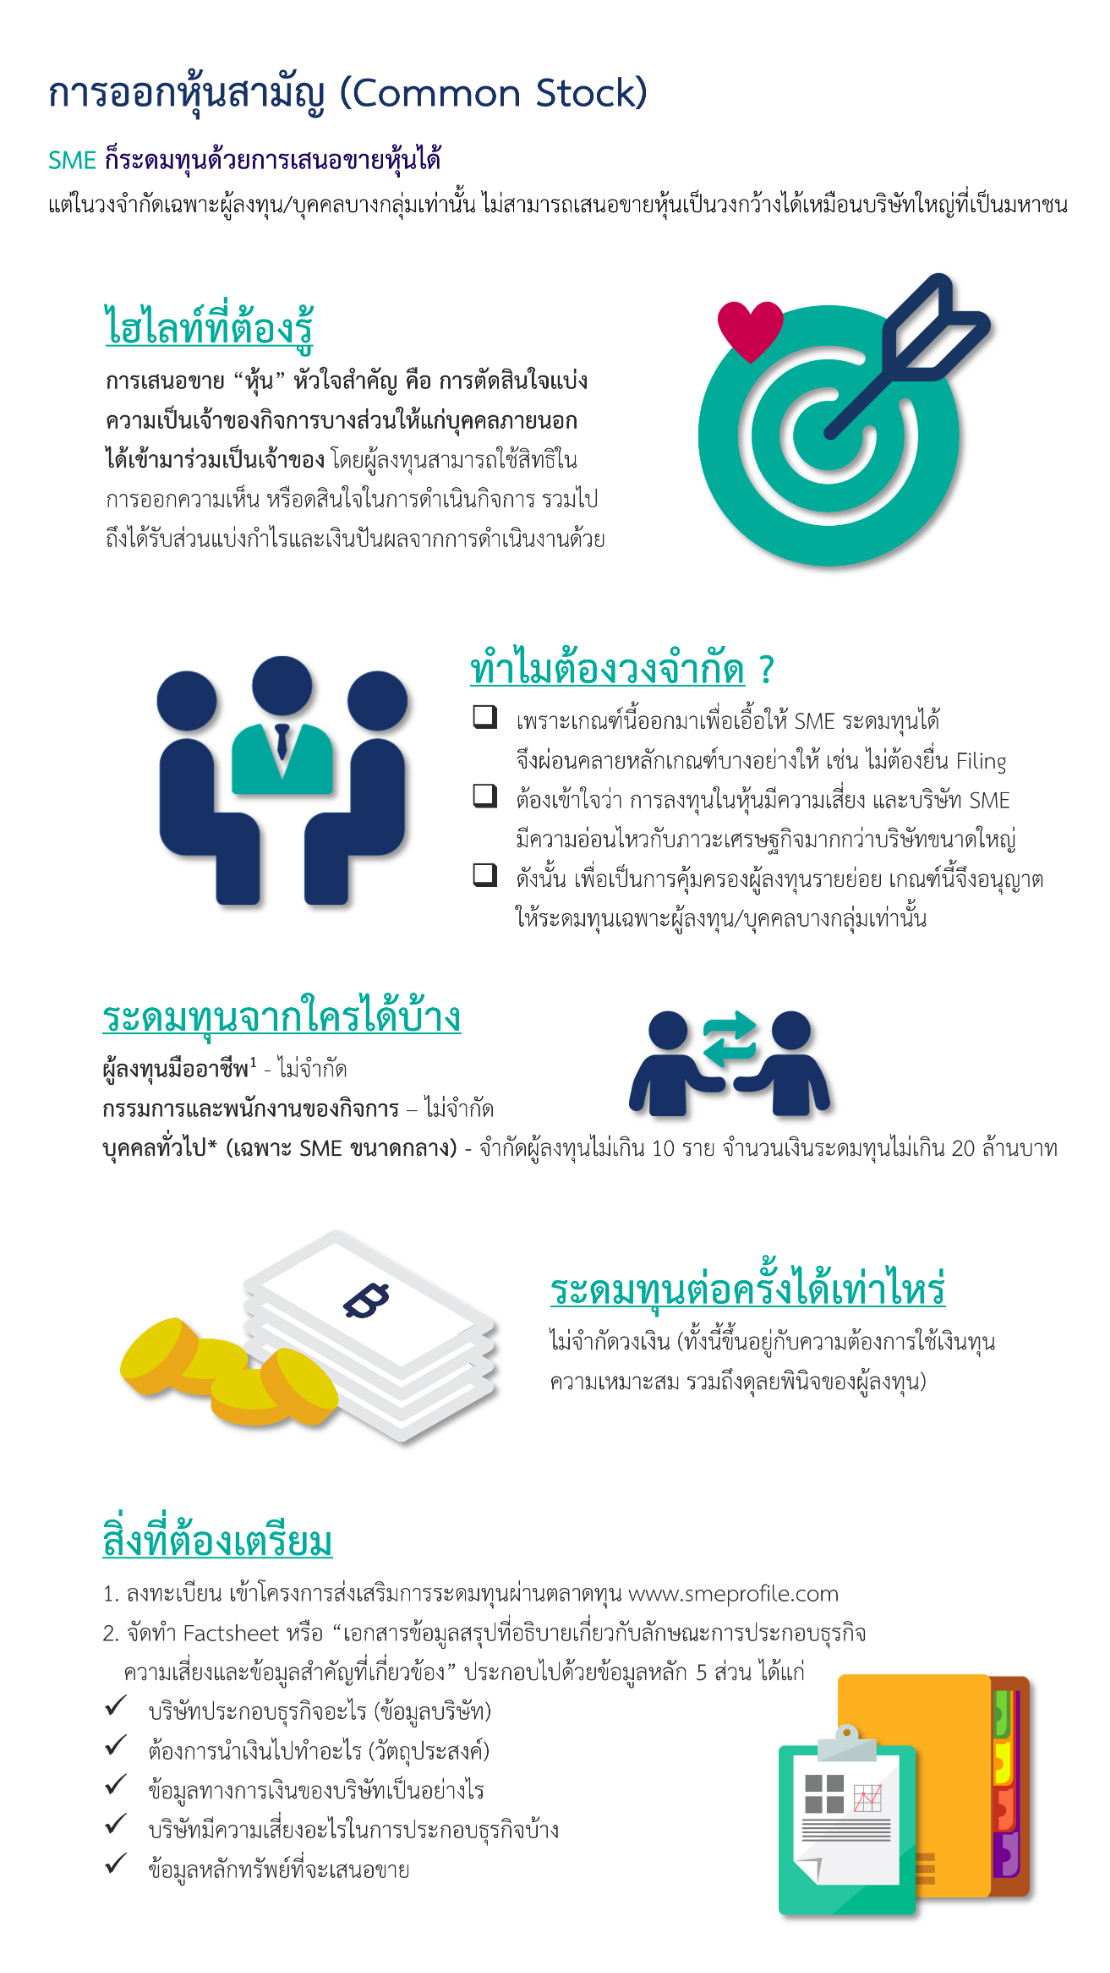 การออกหุ้นสามัญ (Common Stock)
SME ก็ระดมทุนด้วยการเสนอขายหุ้นได้
แต่ในวงจำกัดเฉพาะผู้ลงทุน/บุคคลบางกลุ่มเท่านั้น ไม่สามารถเสนอขายหุ้นเป็นวงกว้างได้เหมือนบริษัทใหญ่ที่เป็นมหาชน
ไฮไลท์ที่ต้องรู้
การเสนอขาย “หุ้น” หัวใจสำคัญ คือ การตัดสินใจแบ่ง
ความเป็นเจ้าของกิจการบางส่วนให้แก่บุคคลภายนอก
ได้เข้ามาร่วมเป็นเจ้าของ โดยผู้ลงทุนสามารถใช้สิทธิใน
การออกความเห็น หรือดสินใจในการดำเนินกิจการ รวมไป
ถึงได้รับส่วนแบ่งกำไรและเงินปันผลจากการดำเนินงานด้วย
ทำไมต้องวงจำกัด ?
❑ เพราะเกณฑ์นี้ออกมาเพื่อเอื้อให้ SME ระดมทุนได้
จึงผ่อนคลายหลักเกณฑ์บางอย่างให้ เช่น ไม่ต้องยื่น Filing
❑ ต้องเข้าใจว่า การลงทุนในหุ้นมีความเสี่ยง และบริษัท SME
มีความอ่อนไหวกับภาวะเศรษฐกิจมากกว่าบริษัทขนาดใหญ่
❑ ดังนั้น เพื่อเป็นการคุ้มครองผู้ลงทุนรายย่อย เกณฑ์นี้จึงอนุญาต
ให้ระดมทุนเฉพาะผู้ลงทุน/บุคคลบางกลุ่มเท่านั้น
ระดมทุนจากใครได้บ้าง
ผู้ลงทุนมืออาชีพ¹ - ไม่จำกัด
กรรมการและพนักงานของกิจการ – ไม่จำกัด
บุคคลทั่วไป* (เฉพาะ SME ขนาดกลาง) - จำกัดผู้ลงทุนไม่เกิน 10 ราย จำนวนเงินระดมทุนไม่เกิน 20 ล้านบาท
ระดมทุนต่อครั้งได้เท่าไหร่
ไม่จำกัดวงเงิน (ทั้งนี้ขึ้นอยู่กับความต้องการใช้เงินทุน
ความเหมาะสม รวมถึงดุลยพินิจของผู้ลงทุน)
สิ่งที่ต้องเตรียม
1. ลงทะเบียน เข้าโครงการส่งเสริมการระดมทุนผ่านตลาดทุน www.smeprofile.com
2. จัดทำ Factsheet หรือ “เอกสารข้อมูลสรุปที่อธิบายเกี่ยวกับลักษณะการประกอบธุรกิจ
ความเสี่ยงและข้อมูลสำคัญที่เกี่ยวข้อง” ประกอบไปด้วยข้อมูลหลัก 5 ส่วน ได้แก่
✓ บริษัทประกอบธุรกิจอะไร (ข้อมูลบริษัท)
✓ ต้องการนำเงินไปทำอะไร (วัตถุประสงค์)
✓ ข้อมูลทางการเงินของบริษัทเป็นอย่างไร
✓ บริษัทมีความเสี่ยงอะไรในการประกอบธุรกิจบ้าง
✓ ข้อมูลหลักทรัพย์ที่จะเสนอขาย